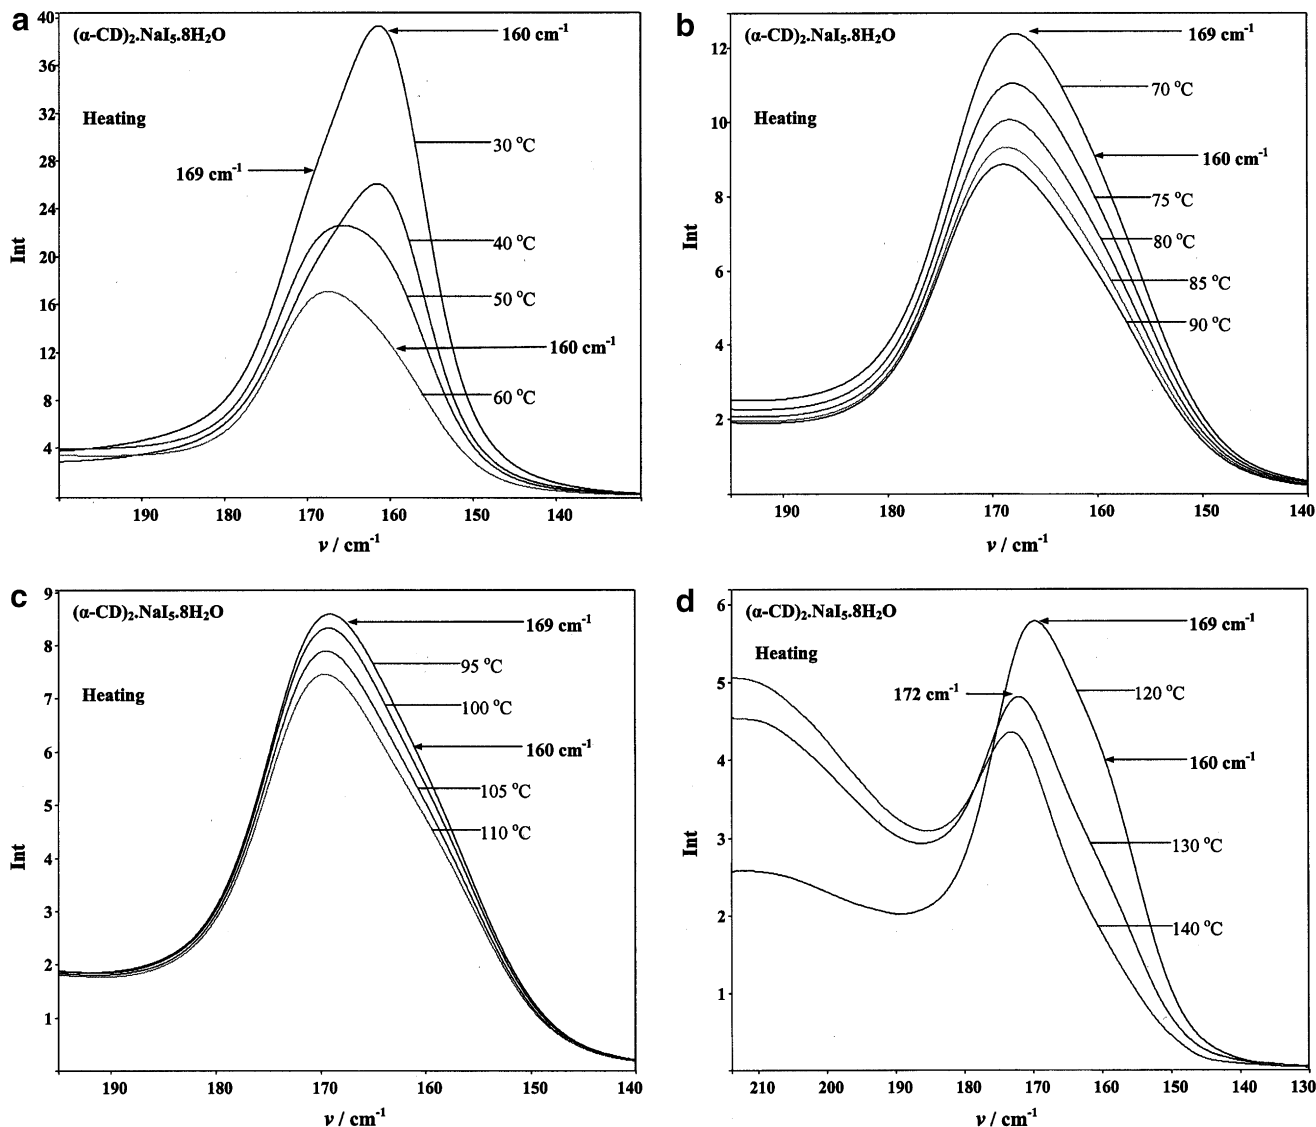 a
(α-CD)₂.NaI₅.8H₂O
Heating
160 cm⁻¹
30 °C
169 cm⁻¹
40 °C
50 °C
160 cm⁻¹
60 °C
40
36
32
28
24
20
16
12
8
4
Int
190 180 170 160 150 140
ν / cm⁻¹
b
(α-CD)₂.NaI₅.8H₂O
Heating
169 cm⁻¹
70 °C
160 cm⁻¹
75 °C
80 °C
85 °C
90 °C
12
10
8
6
4
2
Int
190 180 170 160 150 140
ν / cm⁻¹
c
(α-CD)₂.NaI₅.8H₂O
Heating
169 cm⁻¹
95 °C
100 °C
160 cm⁻¹
105 °C
110 °C
9
8
7
6
5
4
3
2
1
Int
190 180 170 160 150 140
ν / cm⁻¹
d
(α-CD)₂.NaI₅.8H₂O
Heating
169 cm⁻¹
172 cm⁻¹
120 °C
160 cm⁻¹
130 °C
140 °C
6
5
4
3
2
1
Int
210 200 190 180 170 160 150 140 130
ν / cm⁻¹